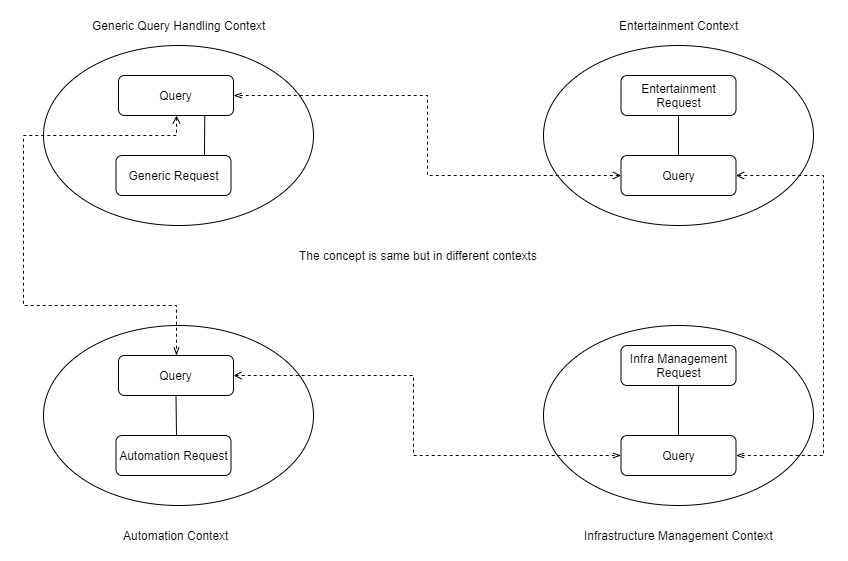 Generic Query Handling Context
Entertainment Context
Query
Entertainment
Request
Generic Request
Query
The concept is same but in different contexts
Query
Infra Management
Request
Automation Request
Query
Automation Context
Infrastructure Management Context